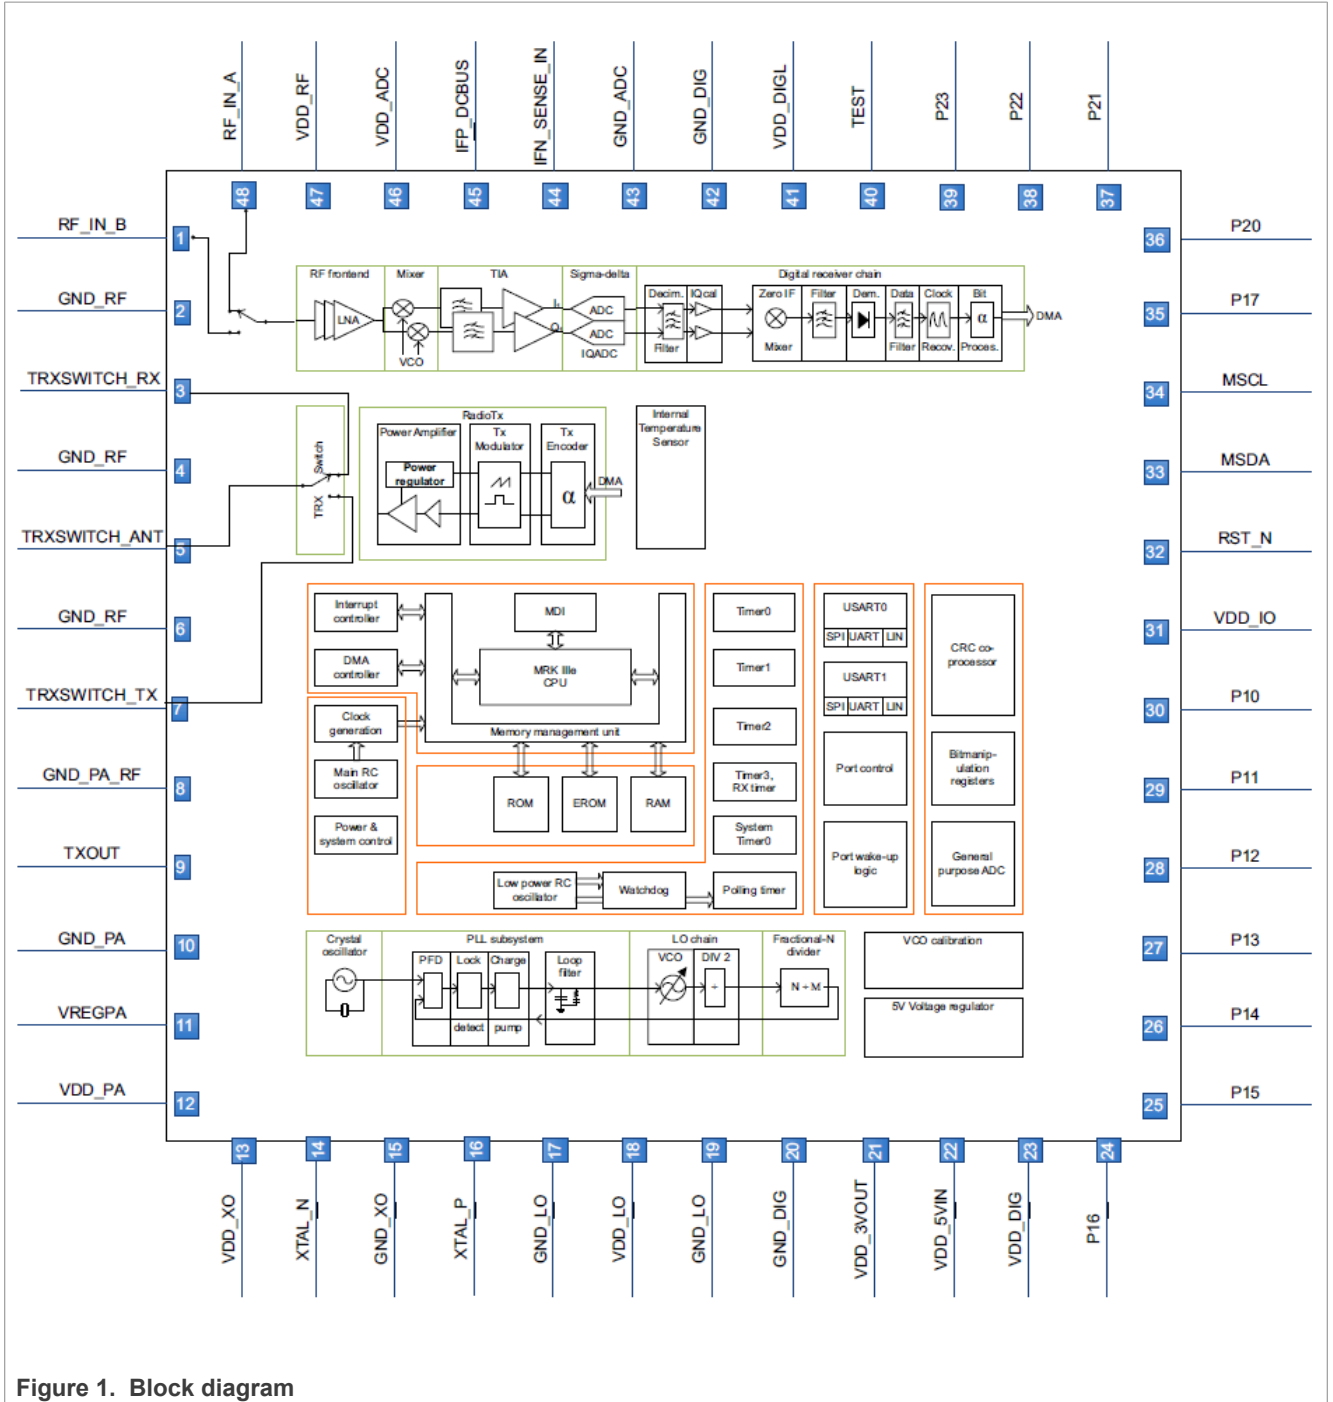 RF_IN_A
VDD_RF
VDD_ADC
IFP_DCBUS
IFN_SENSE_IN
GND_ADC
GND_DIG
VDD_DIGL
TEST
P23
P22
P21
48
47
46
45
44
43
42
41
40
39
38
37
RF_IN_B
1
GND_RF
2
TRXSWITCH_RX
3
GND_RF
4
TRXSWITCH_ANT
5
GND_RF
6
TRXSWITCH_TX
7
GND_PA_RF
8
TXOUT
9
GND_PA
10
VREGPA
11
VDD_PA
12
36
P20
35
P17
34
MSCL
33
MSDA
32
RST_N
31
VDD_IO
30
P10
29
P11
28
P12
27
P13
26
P14
25
P15
RF frontend
LNA
Mixer
VCO
TIA
I
Q
Sigma-delta
ADC
ADC
IQADC
Digital receiver chain
Decim.
Filter
IQcal
Zero IF
Mixer
Filter
Dem.
Data
Filter
Clock
Recov.
Bit
α
Proces.
DMA
Switch
TRX
RadioTx
Power Amplifier
Power
regulator
Tx
Modulator
Tx
Encoder
α
DMA
Internal
Temperature
Sensor
Interrupt
controller
DMA
controller
MDI
MRK IIIe
CPU
Memory management unit
Clock
generation
Main RC
oscillator
Power &
system control
ROM
EROM
RAM
Low power RC
oscillator
Watchdog
Polling timer
Timer0
Timer1
Timer2
Timer3,
RX timer
System
Timer0
USART0
SPI UART LIN
USART1
SPI UART LIN
Port control
Port wake-up
logic
CRC co-
processor
Bitmanip-
ulation
registers
General
purpose ADC
Crystal
oscillator
PLL subsystem
PFD
Lock
detect
Charge
pump
Loop
filter
LO chain
VCO
DIV 2
÷
Fractional-N
divider
N ÷ M
VCO calibration
5V Voltage regulator
13
14
15
16
17
18
19
20
21
22
23
24
VDD_XO
XTAL_N
GND_XO
XTAL_P
GND_LO
VDD_LO
GND_LO
GND_DIG
VDD_3VOUT
VDD_5VIN
VDD_DIG
P16
Figure 1. Block diagram